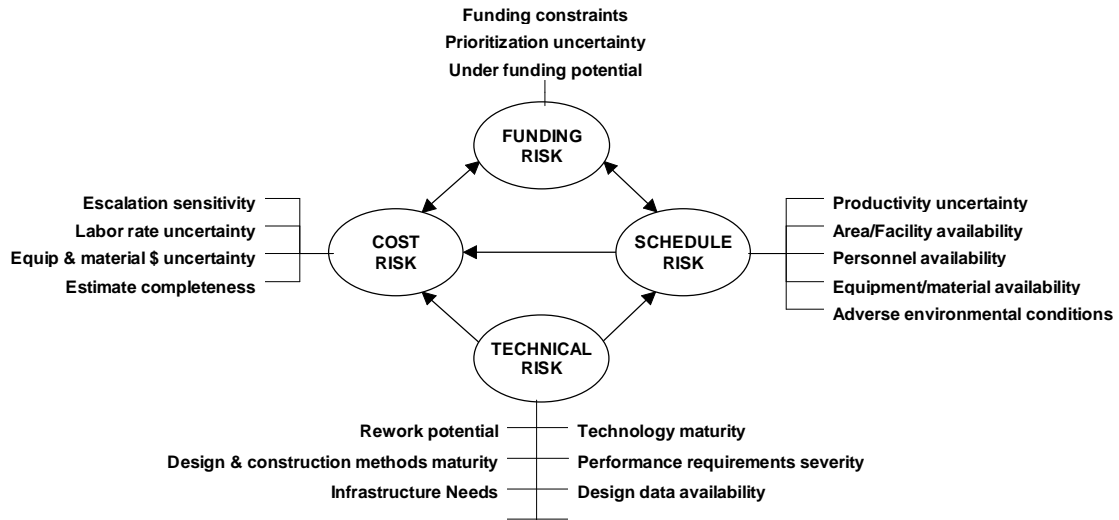 Funding constraints
Prioritization uncertainty
Under funding potential
FUNDING
RISK
Escalation sensitivity
Labor rate uncertainty
Equip & material $ uncertainty
Estimate completeness
COST
RISK
SCHEDULE
RISK
Productivity uncertainty
Area/Facility availability
Personnel availability
Equipment/material availability
Adverse environmental conditions
TECHNICAL
RISK
Rework potential
Design & construction methods maturity
Infrastructure Needs
Technology maturity
Performance requirements severity
Design data availability